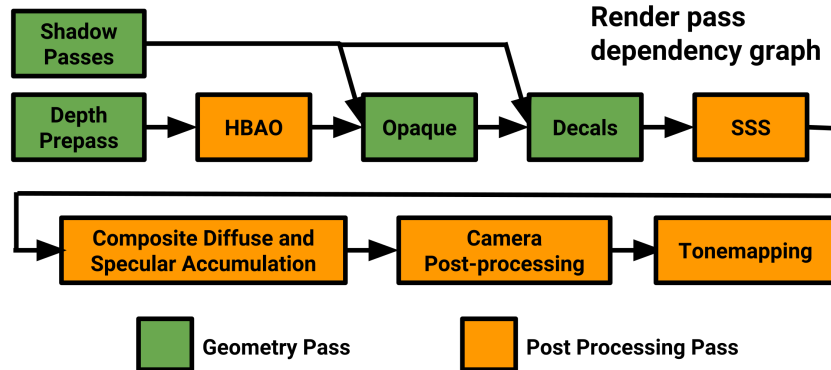 Render pass
dependency graph
Shadow
Passes
Depth
Prepass
HBAO
Opaque
Decals
SSS
Composite Diffuse and
Specular Accumulation
Camera
Post-processing
Tonemapping
Geometry Pass
Post Processing Pass